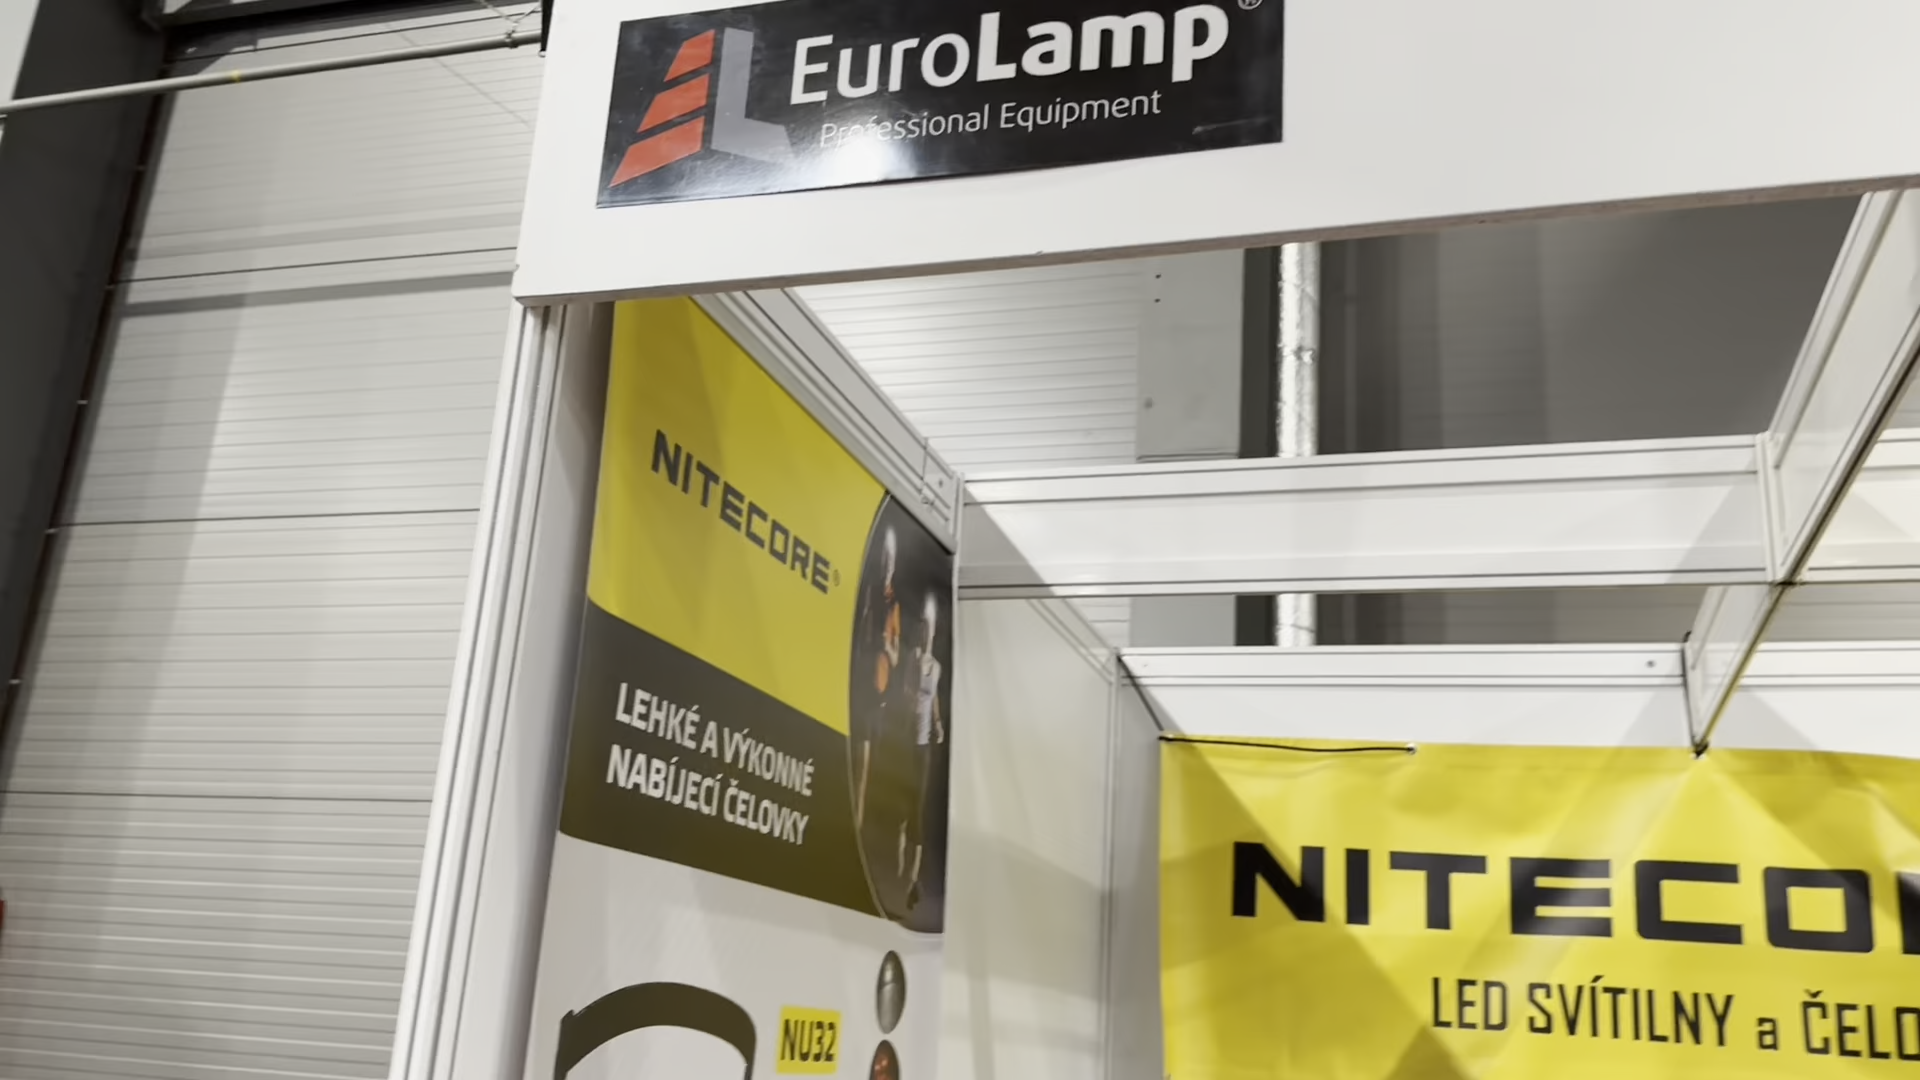 EuroLamp®
Professional Equipment
NITECORE®
LEHKÉ A VÝKONNÉ
NABÍJECÍ ČELOVKY
NU32
NITECO
LED SVÍTILNY a ČELO